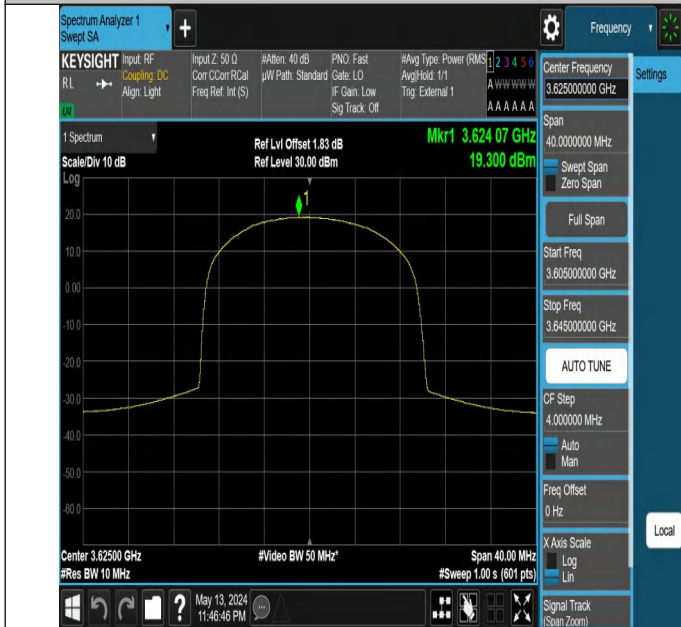 Spectrum Analyzer 1
Swept SA
+
Frequency
KEYSIGHT
RL
Input: RF
Coupling: DC
Align: Light
Input Z: 50 Ω
Corr CCorr RCal
Freq Ref: Int (S)
#Atten: 40 dB
µW Path: Standard
PNO: Fast
Gate: LO
IF Gain: Low
Sig Track: Off
#Avg Type: Power (RMS
Avg|Hold: 1/1
Trig: External 1
1 2 3 4 5 6
A W W W W W
A A A A A A
1 Spectrum
Scale/Div 10 dB
Log
Ref Lvl Offset 1.83 dB
Ref Level 30.00 dBm
Mkr1 3.624 07 GHz
19.300 dBm
1
20.0
10.0
0.00
-10.0
-20.0
-30.0
-40.0
-50.0
-60.0
Center 3.62500 GHz
#Res BW 10 MHz
#Video BW 50 MHz*
Span 40.00 MHz
#Sweep 1.00 s (601 pts)
?
May 13, 2024
11:46:46 PM
Center Frequency
3.625000000 GHz
Span
40.0000000 MHz
Swept Span
Zero Span
Full Span
Start Freq
3.605000000 GHz
Stop Freq
3.645000000 GHz
AUTO TUNE
CF Step
4.000000 MHz
Auto
Man
Freq Offset
0 Hz
X Axis Scale
Log
Lin
Signal Track
(Span Zoom)
Settings
Local